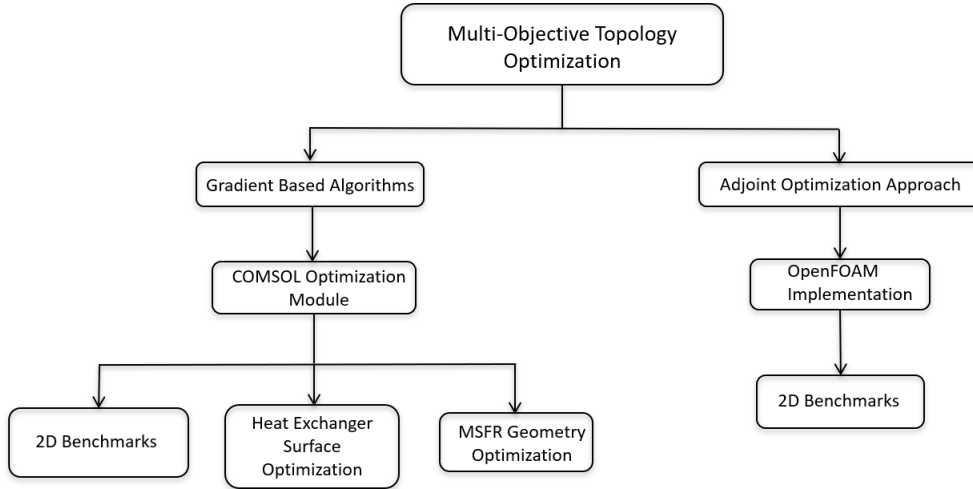 Multi-Objective Topology
Optimization
Gradient Based Algorithms
Adjoint Optimization Approach
COMSOL Optimization
Module
OpenFOAM
Implementation
2D Benchmarks
Heat Exchanger
Surface
Optimization
MSFR Geometry
Optimization
2D Benchmarks